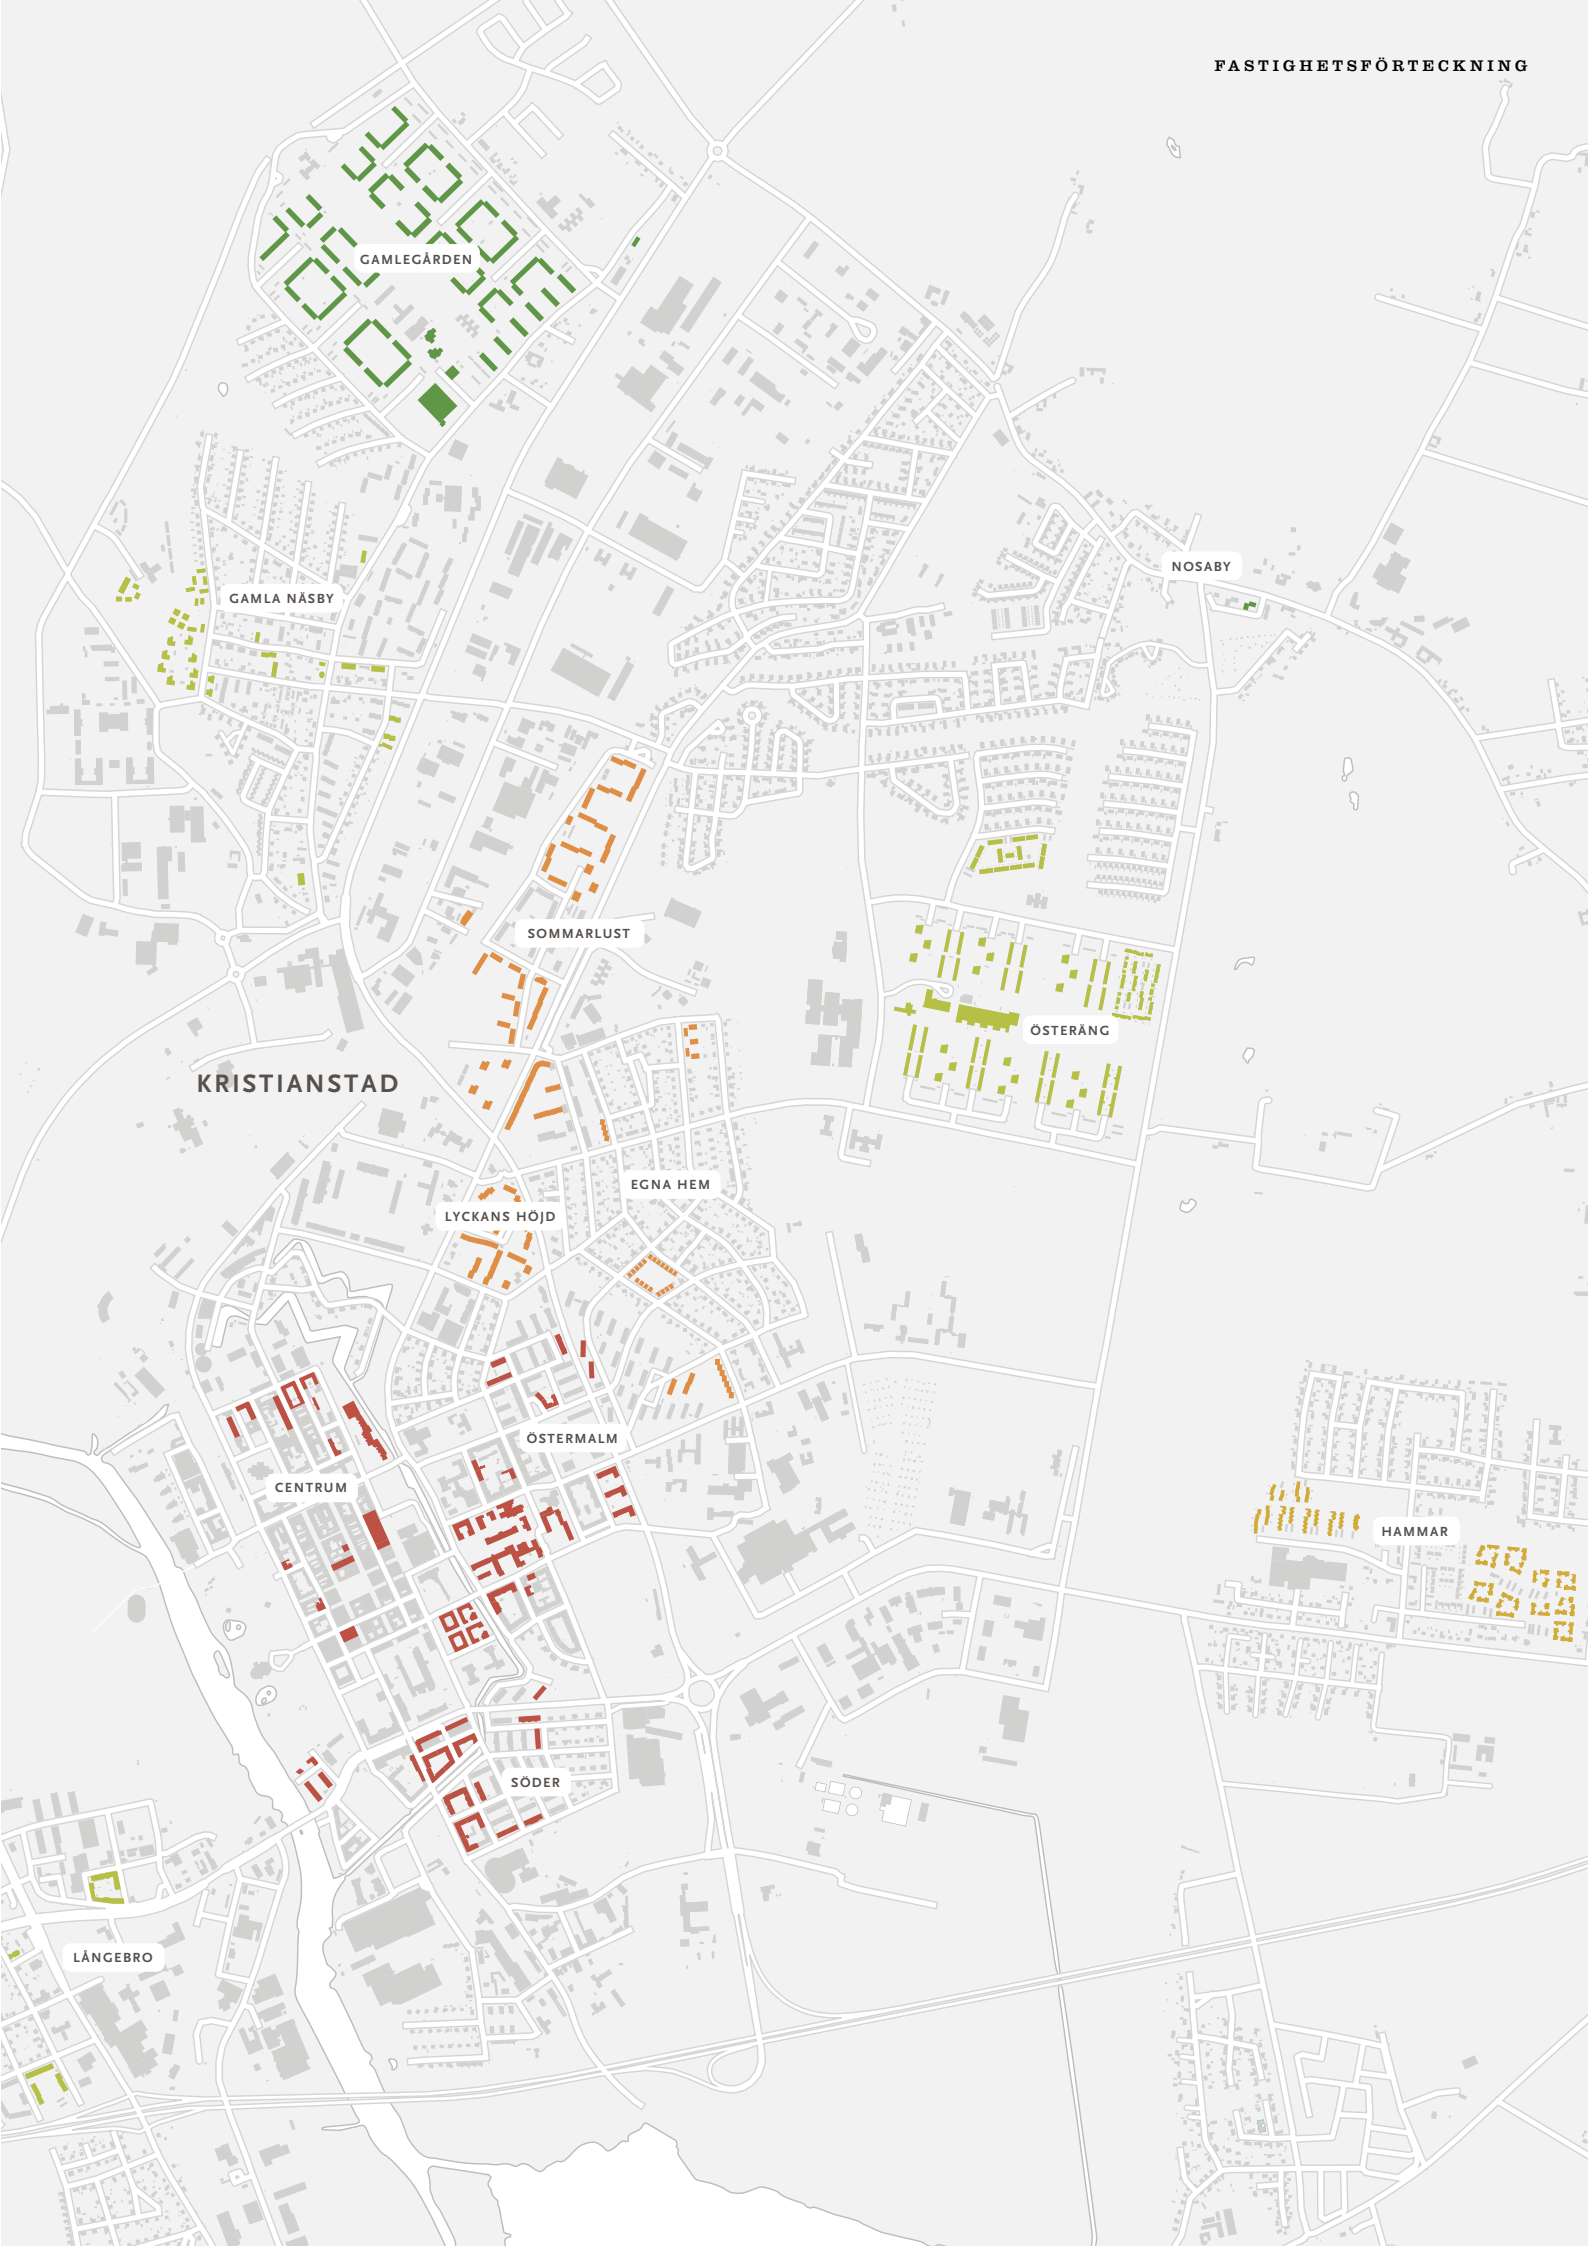 FASTIGHETSFÖRTECKNING
GAMLEGÅRDEN
NOSABY
GAMLA NÄSBY
SOMMARLUST
ÖSTERÄNG
KRISTIANSTAD
EGNA HEM
LYCKANS HÖJD
ÖSTERMALM
CENTRUM
HAMMAR
SÖDER
LÅNGEBRO